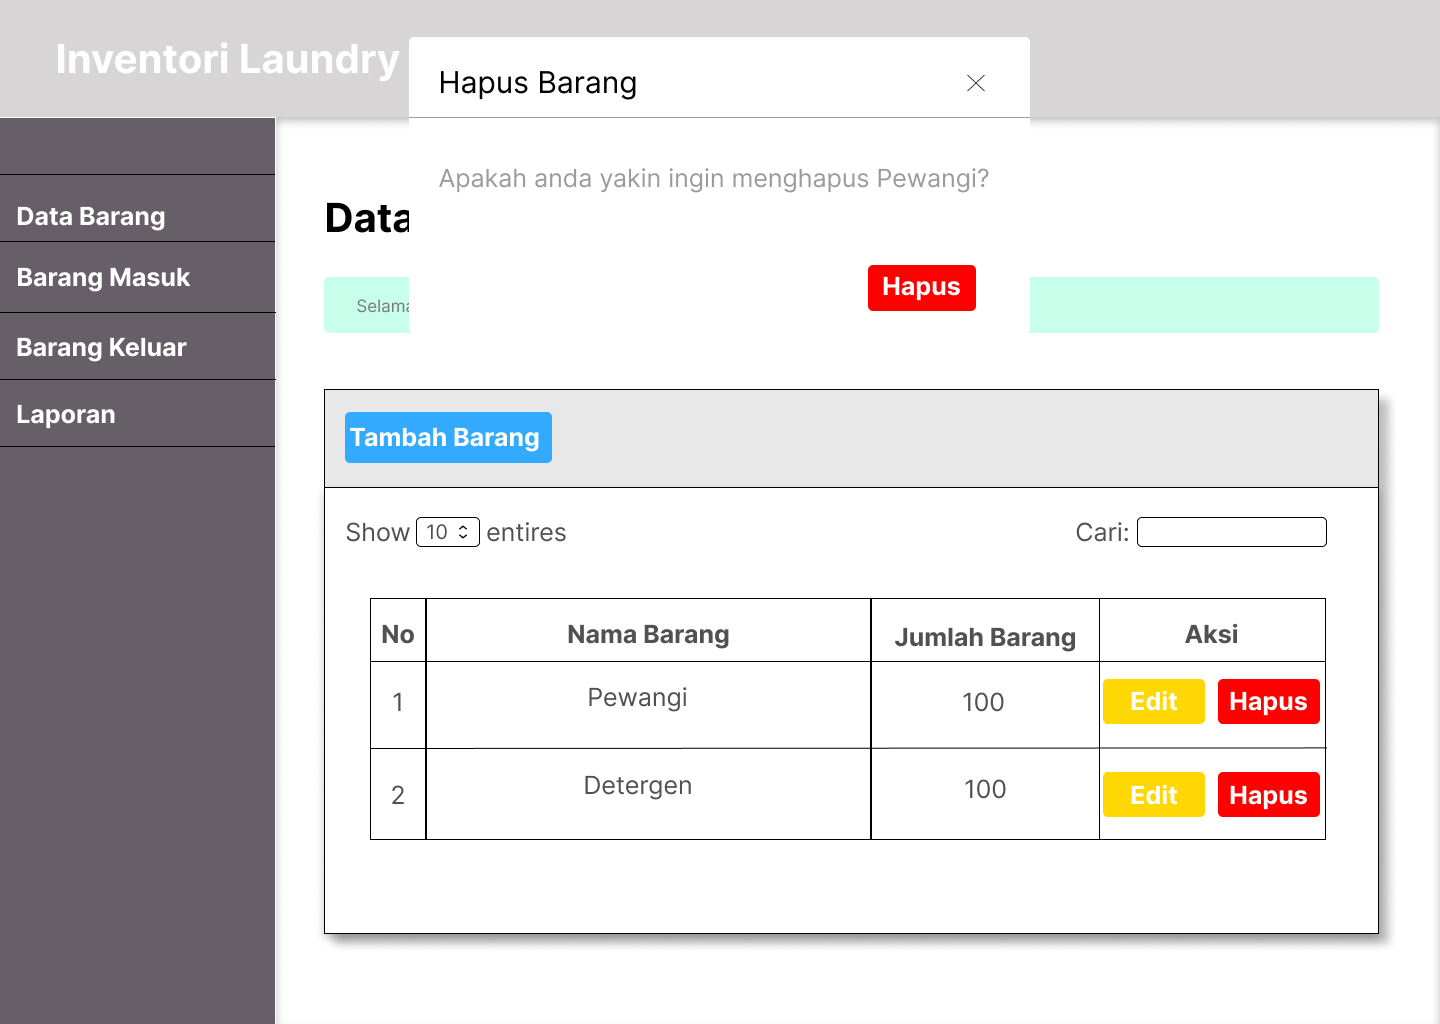 Inventori Laundry
Hapus Barang
Apakah anda yakin ingin menghapus Pewangi?
Hapus
Data Barang
Barang Masuk
Barang Keluar
Laporan
Data
Tambah Barang
Show 10 entires
Cari:
No Nama Barang Jumlah Barang Aksi
1 Pewangi 100 Edit Hapus
2 Detergen 100 Edit Hapus